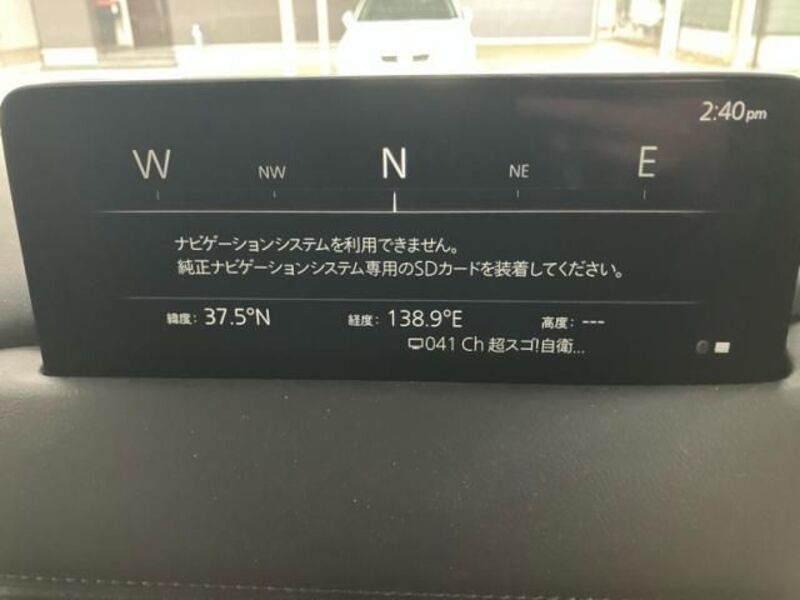 2:40pm
W NW N NE E
ナビゲーションシステムを利用できません。
純正ナビゲーションシステム専用のSDカードを装着してください。
緯度: 37.5°N 経度: 138.9°E 高度: ---
041 Ch 超スゴ!自衛...